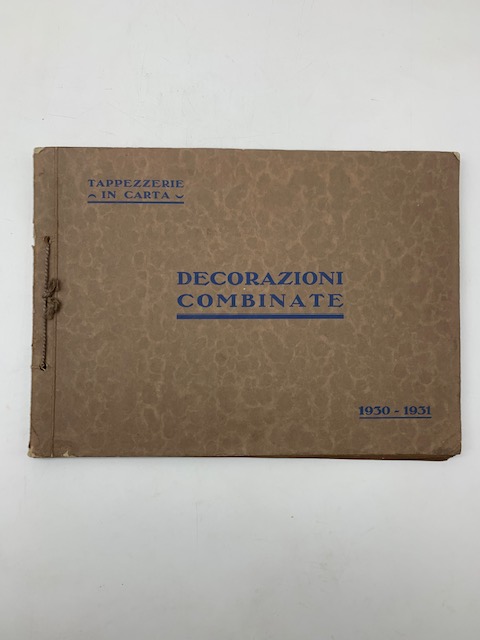 TAPPEZZERIE
IN CARTA
DECORAZIONI
COMBINATE
1930 - 1931